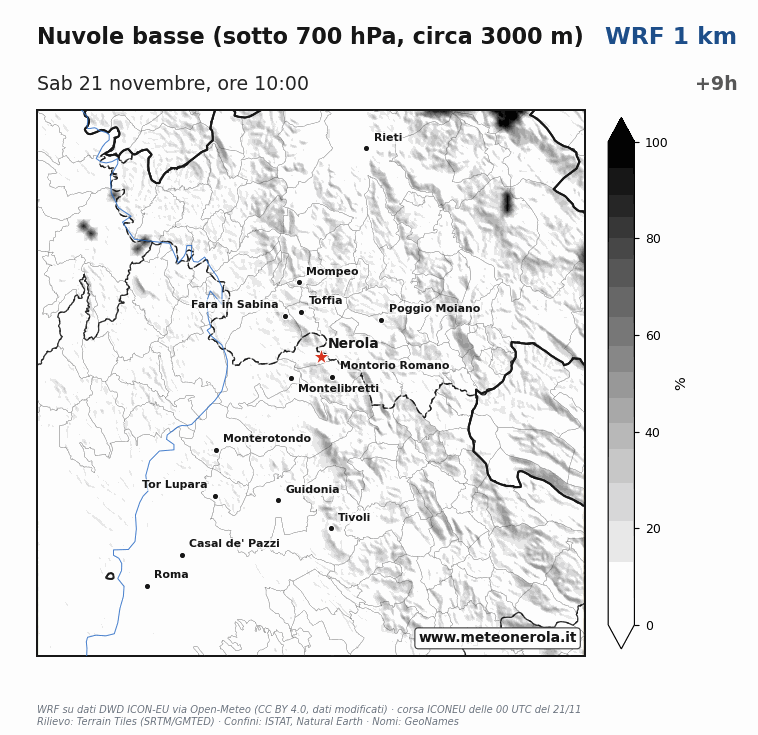 Nuvole basse (sotto 700 hPa, circa 3000 m) WRF 1 km
Sab 21 novembre, ore 10:00 +9h
Rieti
Mompeo
Fara in Sabina
Toffia
Poggio Moiano
Nerola
Montorio Romano
Montelibretti
Monterotondo
Tor Lupara
Guidonia
Tivoli
Casal de' Pazzi
Roma
www.meteonerola.it
100
80
60
40
20
0
%
WRF su dati DWD ICON-EU via Open-Meteo (CC BY 4.0, dati modificati) · corsa ICONEU delle 00 UTC del 21/11
Rilievo: Terrain Tiles (SRTM/GMTED) · Confini: ISTAT, Natural Earth · Nomi: GeoNames